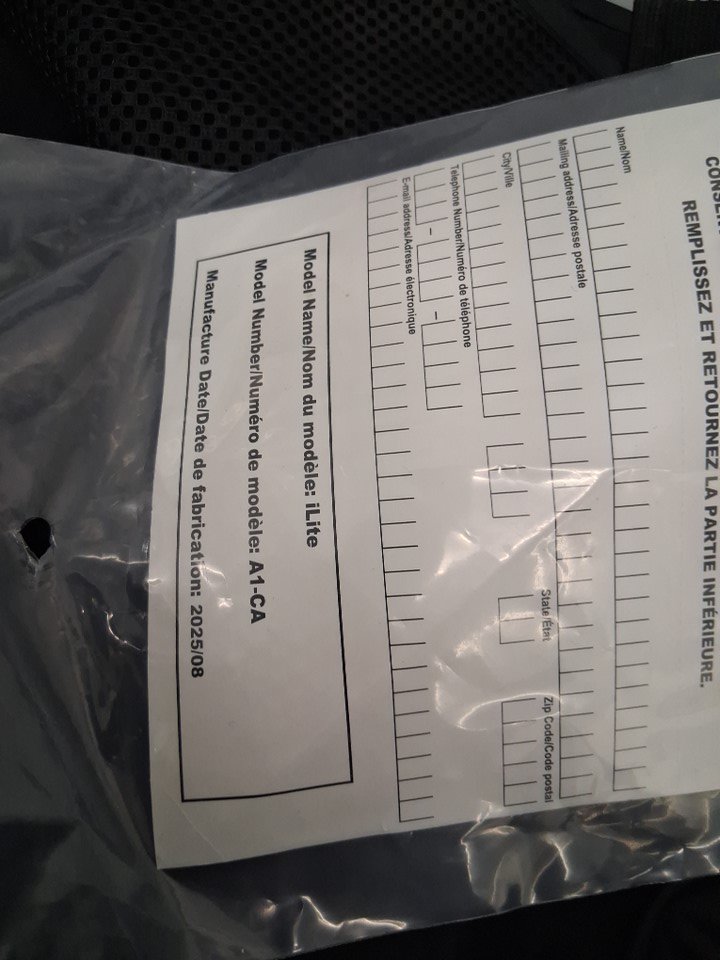 REMPLISSEZ ET RETOURNEZ LA PARTIE INFÉRIEURE.
Name/Nom
Mailing address/Adresse postale
City/Ville State/État Zip Code/Code postal
Telephone Number/Numéro de téléphone
- -
E-mail address/Adresse électronique
Model Name/Nom du modèle: iLite
Model Number/Numéro de modèle: A1-CA
Manufacture Date/Date de fabrication: 2025/08